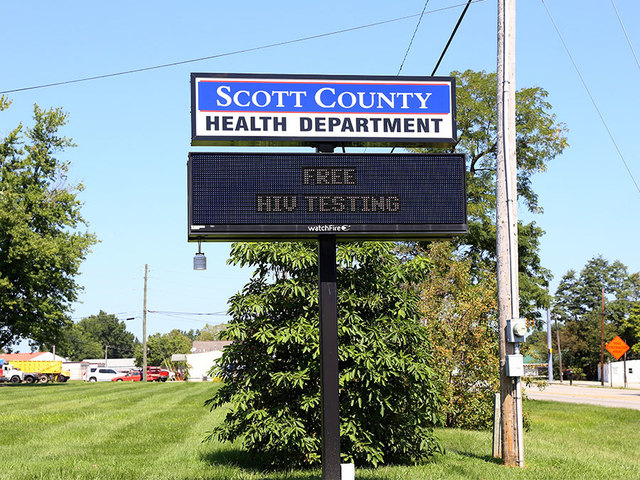 SCOTT COUNTY
HEALTH DEPARTMENT
FREE
HIV TESTING
watchFire